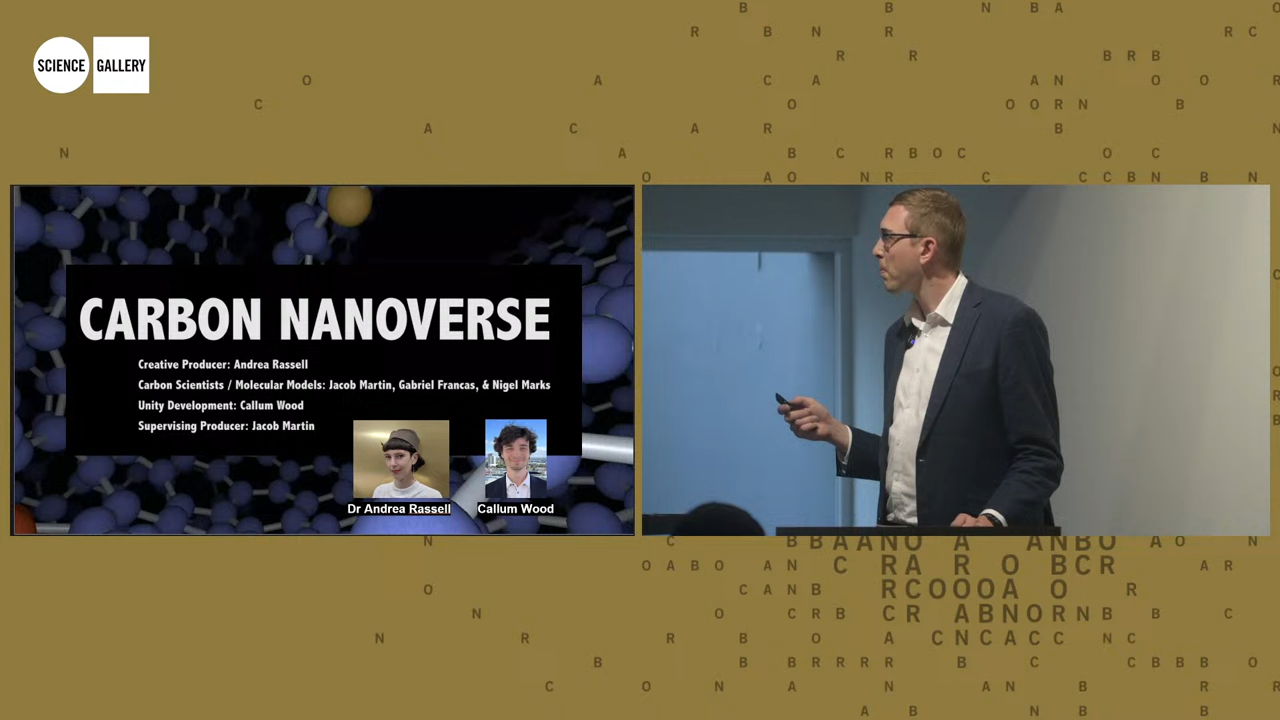 SCIENCE GALLERY
CARBON NANOVERSE
Creative Producer: Andrea Rassell
Carbon Scientists / Molecular Models: Jacob Martin, Gabriel Francas, & Nigel Marks
Unity Development: Callum Wood
Supervising Producer: Jacob Martin
Dr Andrea Rassell
Callum Wood